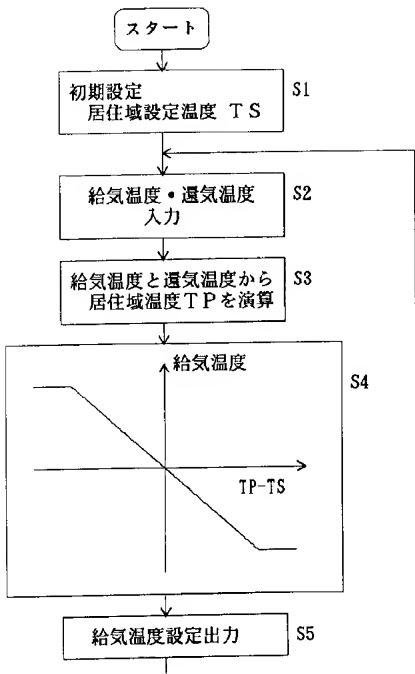 スタート
初期設定
居住域設定温度 TS
S1
給気温度・還気温度
入力
S2
給気温度と還気温度から
居住域温度TPを演算
S3
給気温度
S4
TP-TS
給気温度設定出力
S5